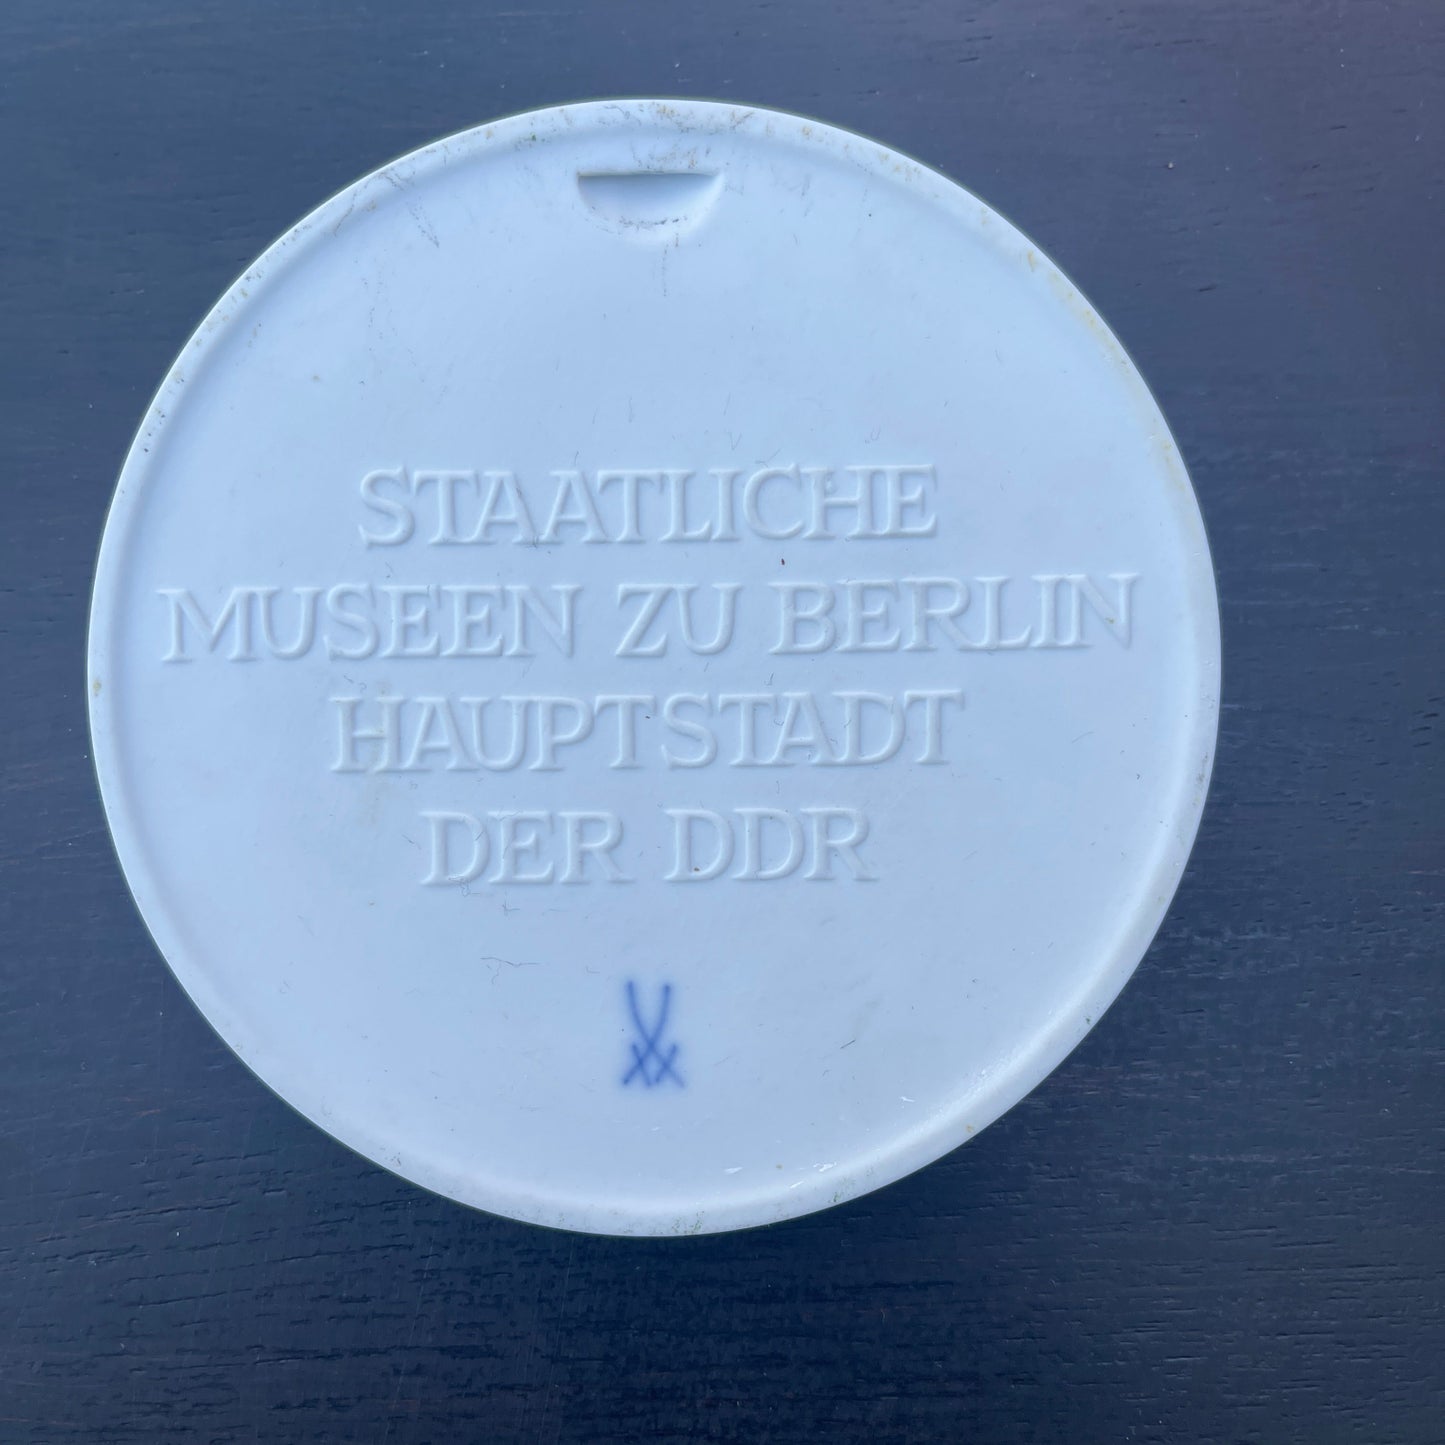 STAATLICHE
MUSEEN ZU BERLIN
HAUPTSTADT
DER DDR